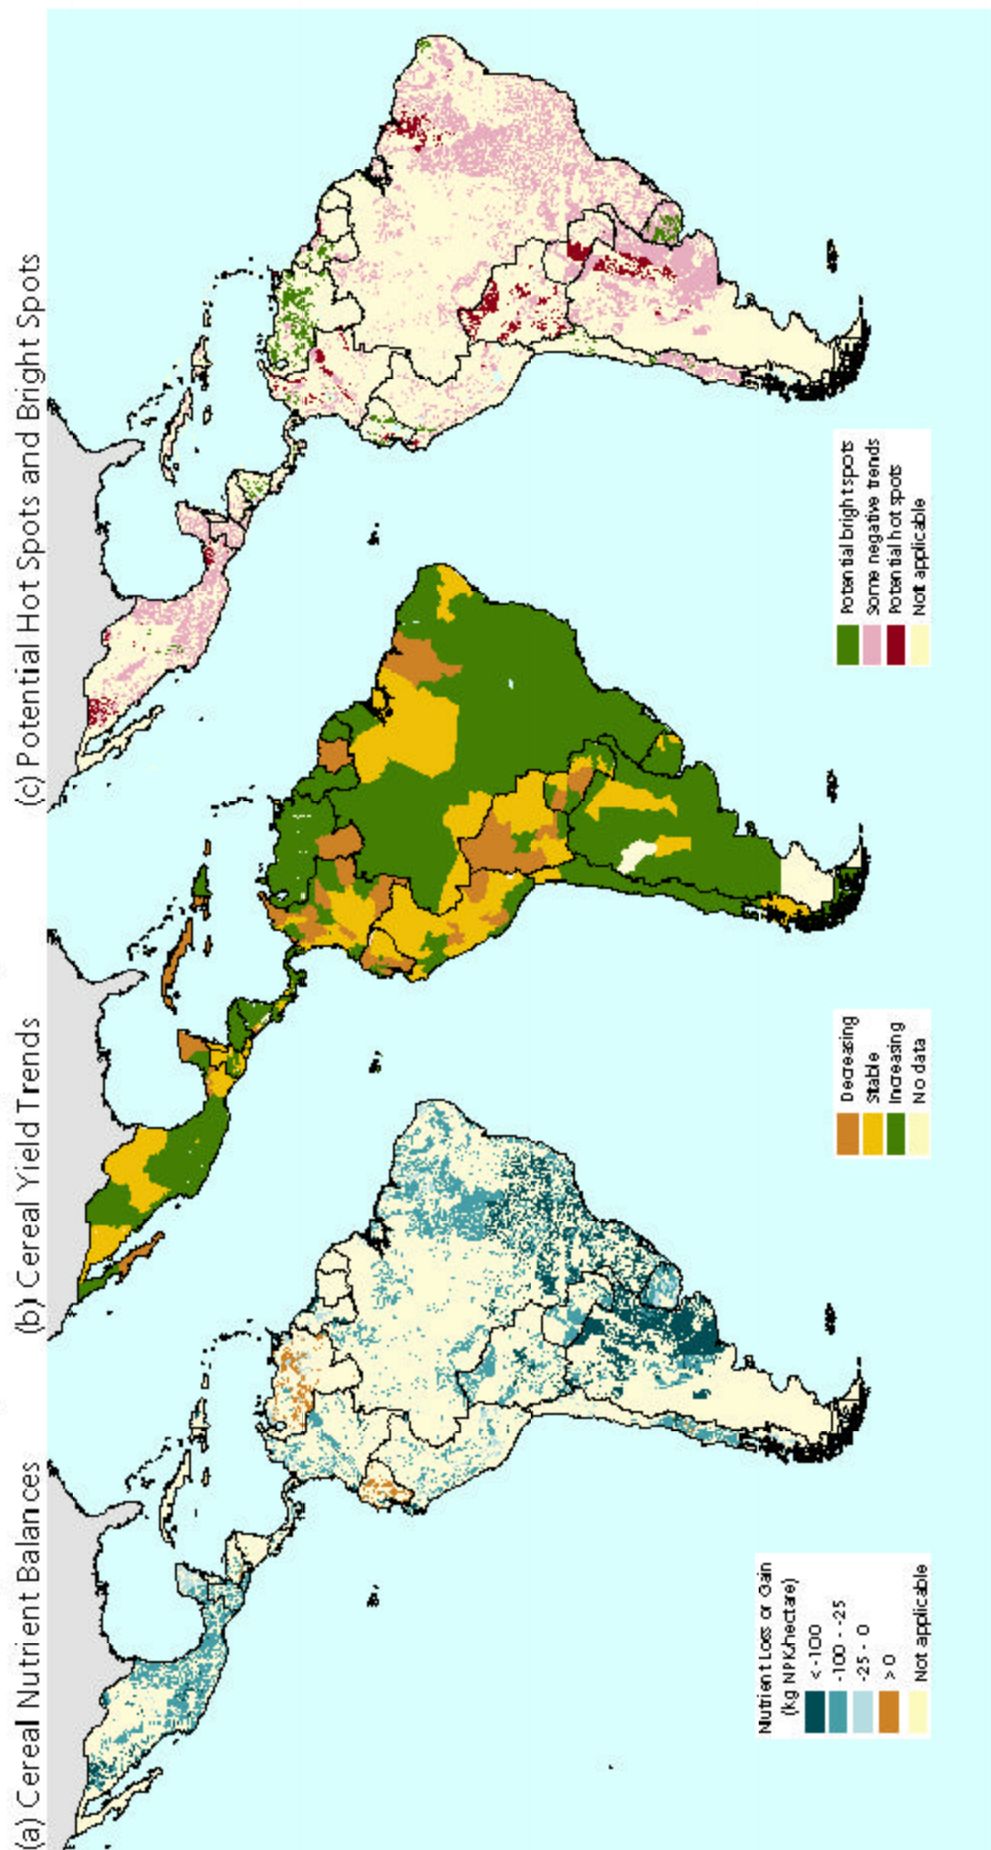 (a) Cereal Nutrient Balances
Nutrient Loss or Gain
(kg NPK/hectare)
< -100
-100 - -25
-25 - 0
> 0
Not applicable
(b) Cereal Yield Trends
Decreasing
Stable
Increasing
No data
(c) Potential Hot Spots and Bright Spots
Potential bright spots
Some negative trends
Potential hot spots
Not applicable